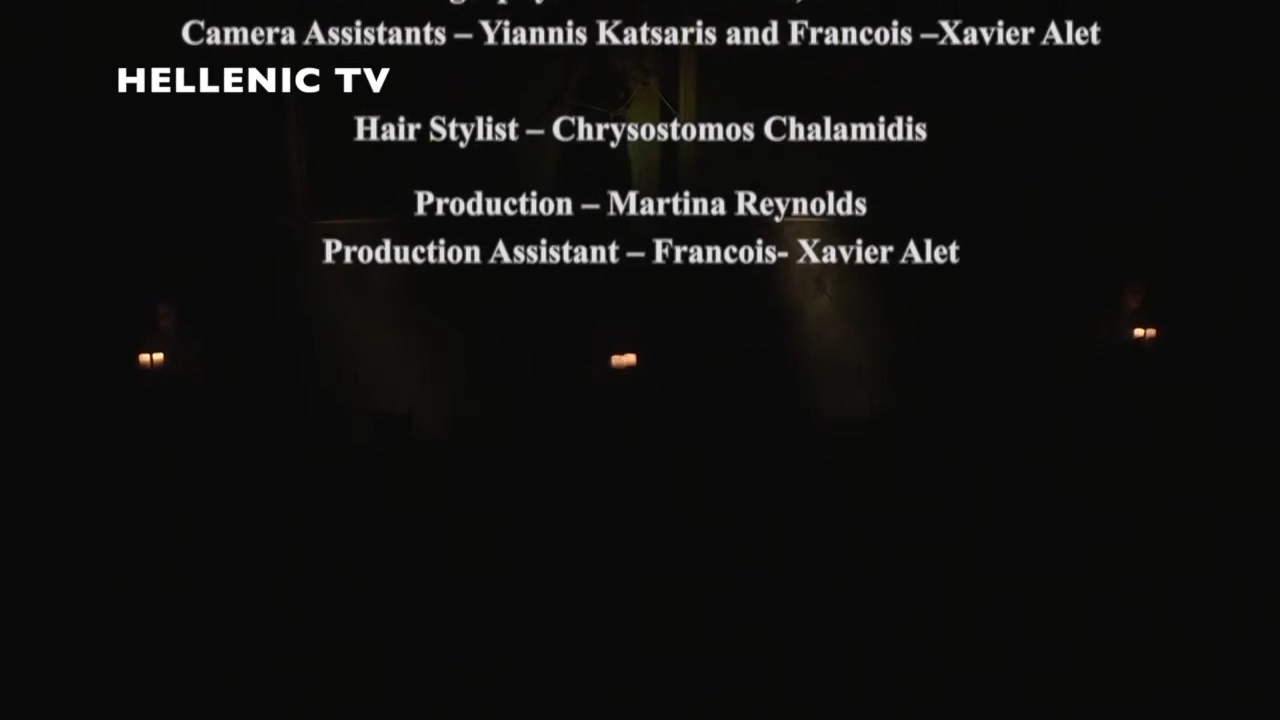 Camera Assistants – Yiannis Katsaris and Francois –Xavier Alet
HELLENIC TV
Hair Stylist – Chrysostomos Chalamidis
Production – Martina Reynolds
Production Assistant – Francois- Xavier Alet